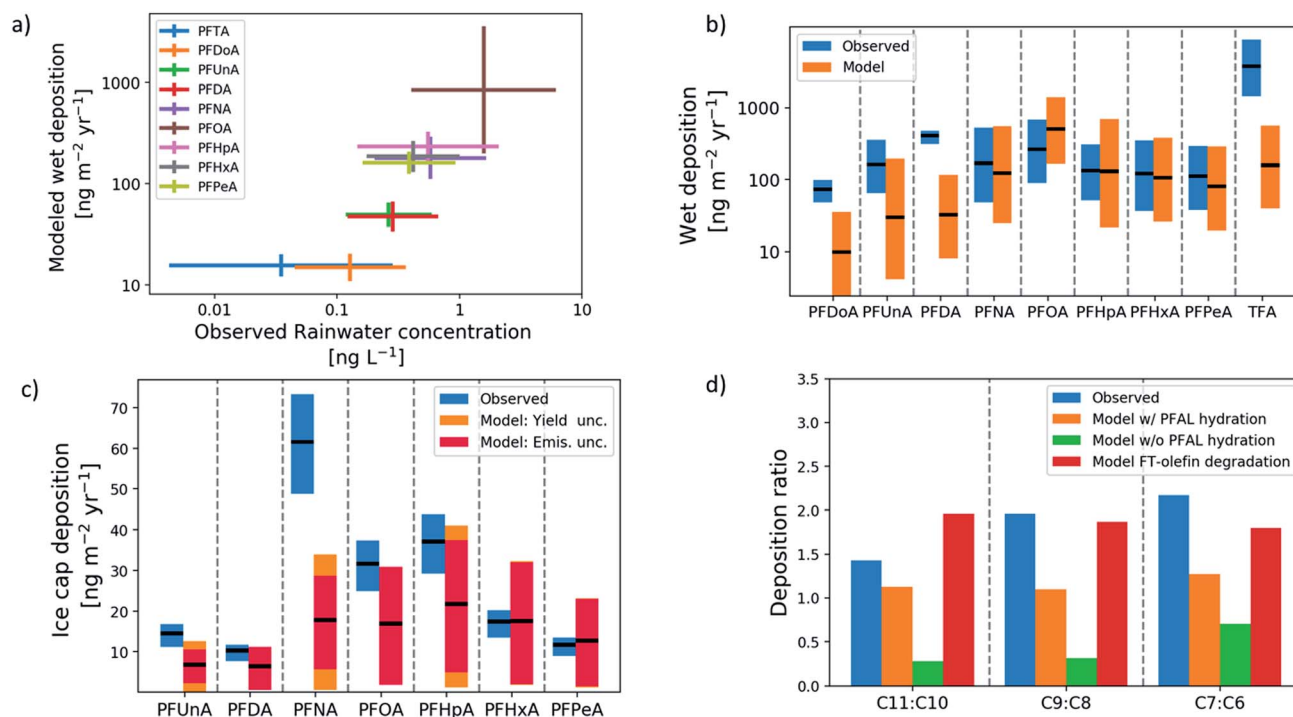 a)
PFTA
PFDoA
PFUnA
PFDA
PFNA
PFOA
PFHpA
PFHxA
PFPeA
Modeled wet deposition
[ng m⁻² yr⁻¹]
1000
100
10
0.01 0.1 1 10
Observed Rainwater concentration
[ng L⁻¹]
b)
Observed
Model
Wet deposition
[ng m⁻² yr⁻¹]
1000
100
10
PFDoA PFUnA PFDA PFNA PFOA PFHpA PFHxA PFPeA TFA
c)
Observed
Model: Yield unc.
Model: Emis. unc.
Ice cap deposition
[ng m⁻² yr⁻¹]
70
60
50
40
30
20
10
PFUnA PFDA PFNA PFOA PFHpA PFHxA PFPeA
d)
Observed
Model w/ PFAL hydration
Model w/o PFAL hydration
Model FT-olefin degradation
Deposition ratio
3.5
3.0
2.5
2.0
1.5
1.0
0.5
0.0
C11:C10 C9:C8 C7:C6